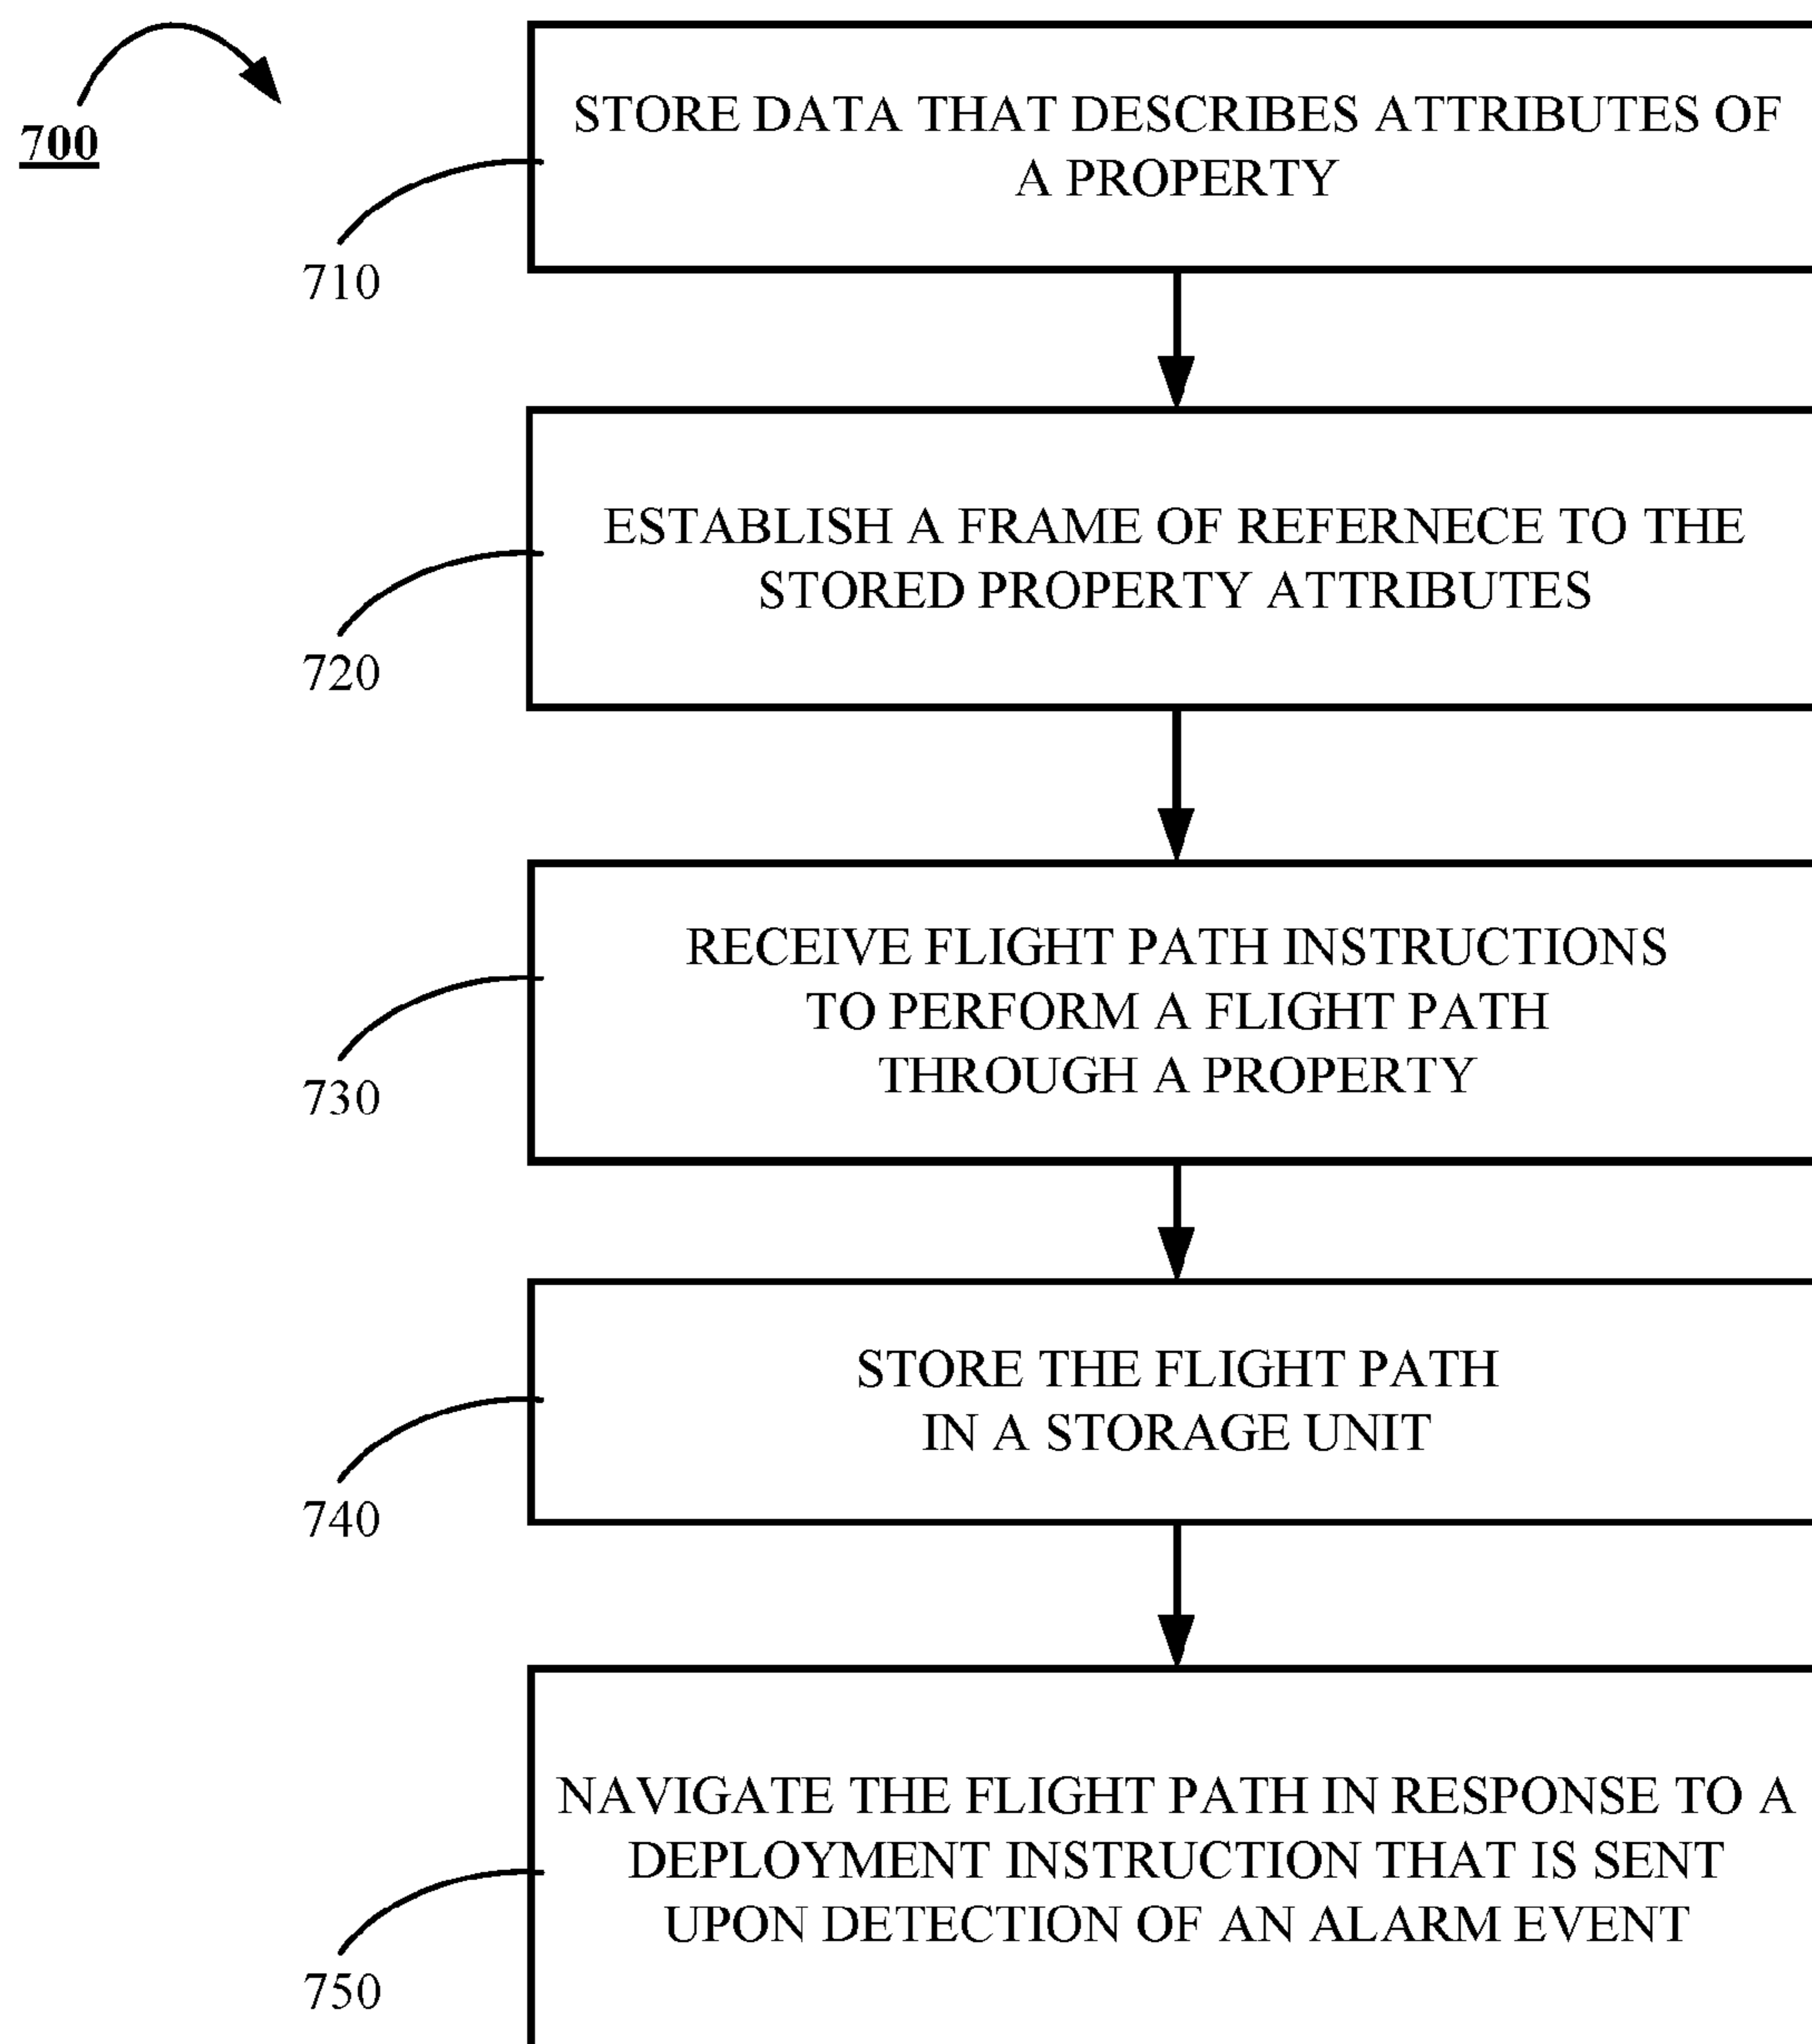 700
STORE DATA THAT DESCRIBES ATTRIBUTES OF
A PROPERTY
710
ESTABLISH A FRAME OF REFERNECE TO THE
STORED PROPERTY ATTRIBUTES
720
RECEIVE FLIGHT PATH INSTRUCTIONS
TO PERFORM A FLIGHT PATH
THROUGH A PROPERTY
730
STORE THE FLIGHT PATH
IN A STORAGE UNIT
740
NAVIGATE THE FLIGHT PATH IN RESPONSE TO A
DEPLOYMENT INSTRUCTION THAT IS SENT
UPON DETECTION OF AN ALARM EVENT
750